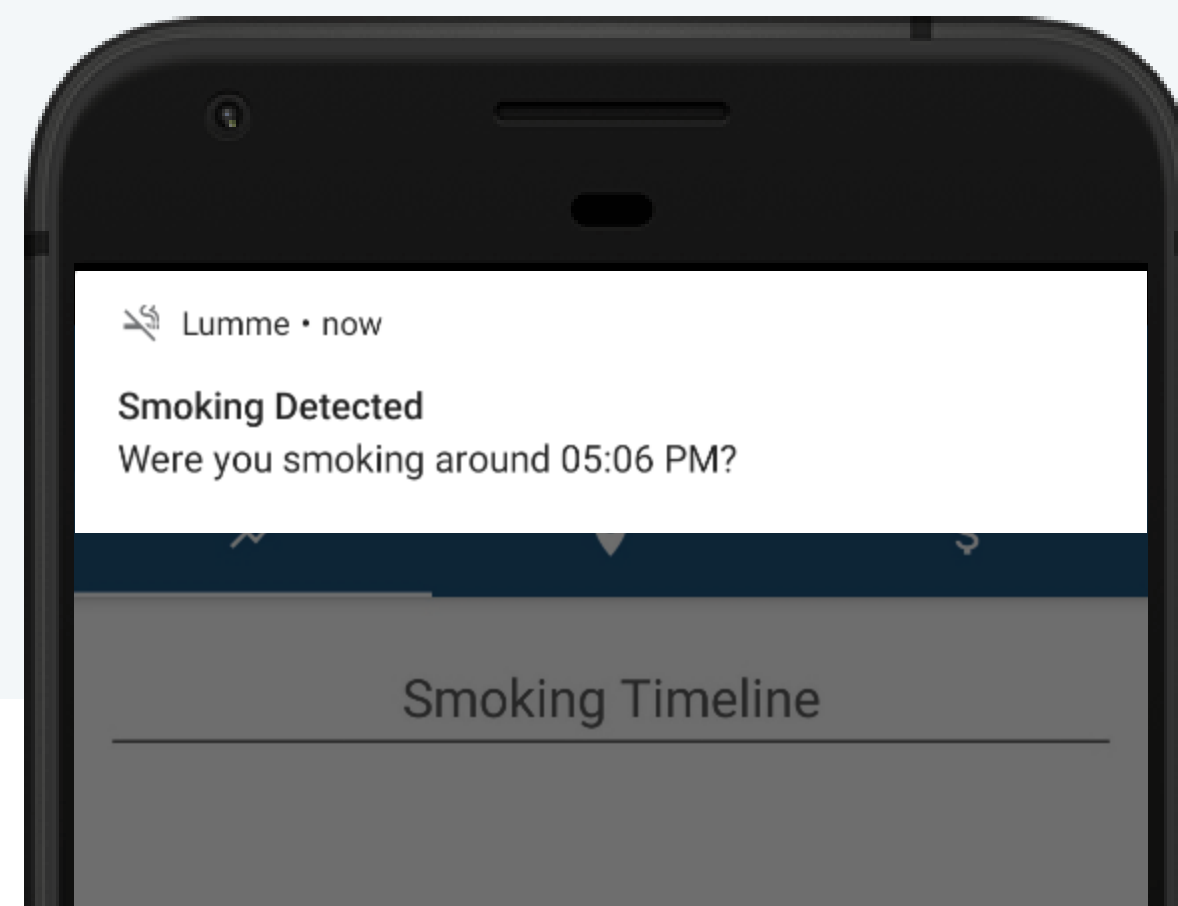 Lumme • now
Smoking Detected
Were you smoking around 05:06 PM?
$
Smoking Timeline